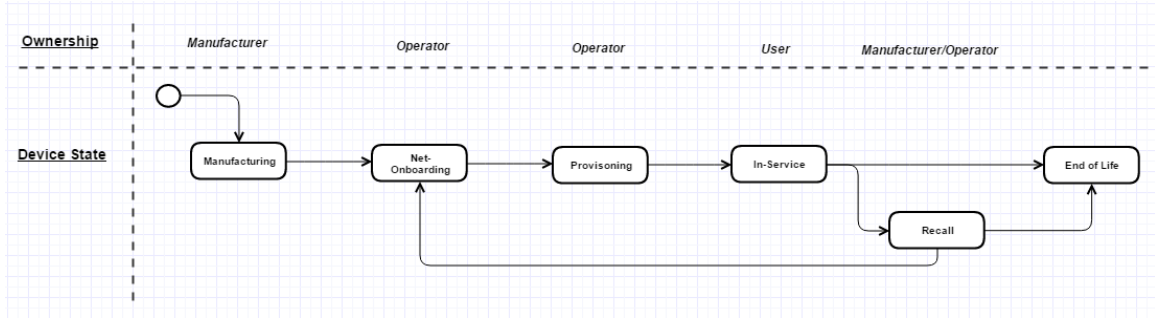 Ownership
Manufacturer
Operator
Operator
User
Manufacturer/Operator
Device State
Manufacturing
Net-
Onboarding
Provisoning
In-Service
End of Life
Recall